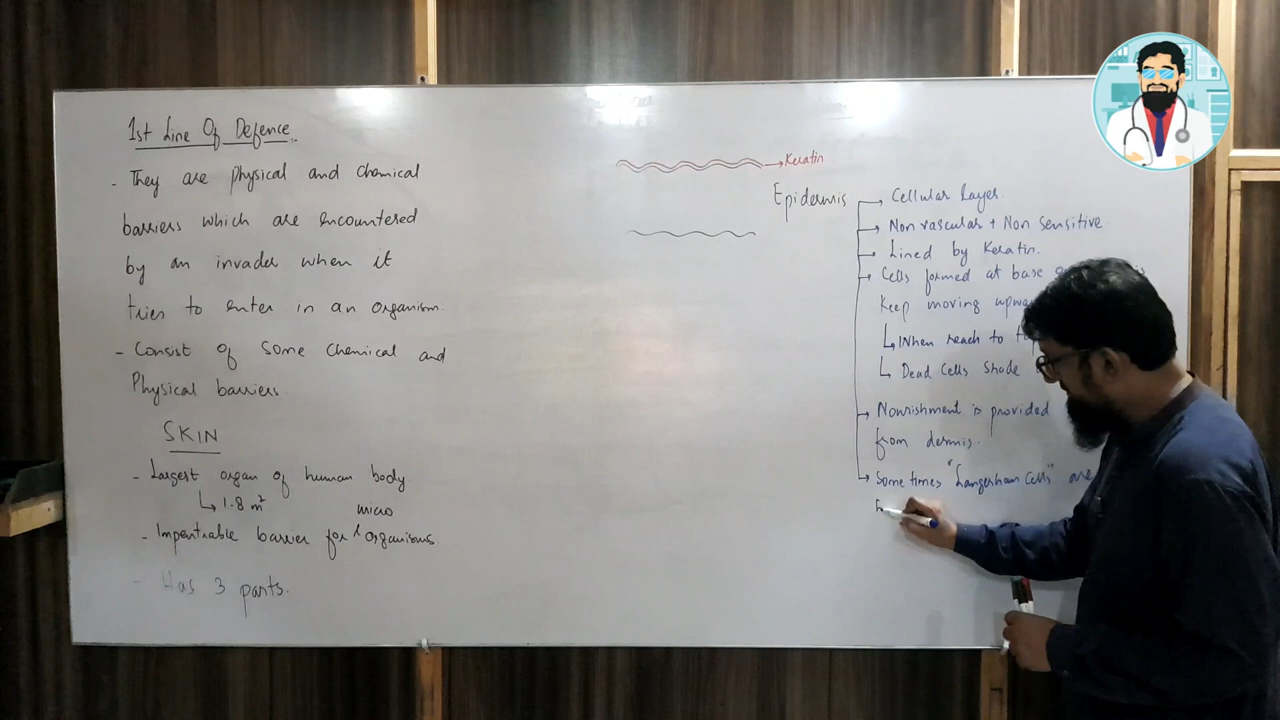 1st Line Of Defence
- They are physical and chemical
barriers which are encountered
by an invader when it
tries to enter in an organism.
- Consist of some chemical and
Physical barriers.
SKIN
- Largest organ of human body
↳ 1.8 m²
micro
- Impentrable barrier for organisms
- Has 3 parts.
→ Keratin
Epidermis
→ Cellular Layer.
→ Non vascular + Non sensitive
→ Lined by Keratin.
→ Cells formed at base
Keep moving
↳ When reach to
↳ Dead Cells Shade
→ Nourishment is provided
from dermis.
→ Some times "Langerhan Cells" are